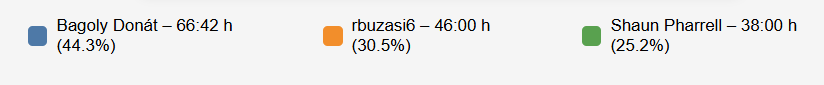 Bagoly Donát – 66:42 h
(44.3%)
rbuzasi6 – 46:00 h
(30.5%)
Shaun Pharrell – 38:00 h
(25.2%)